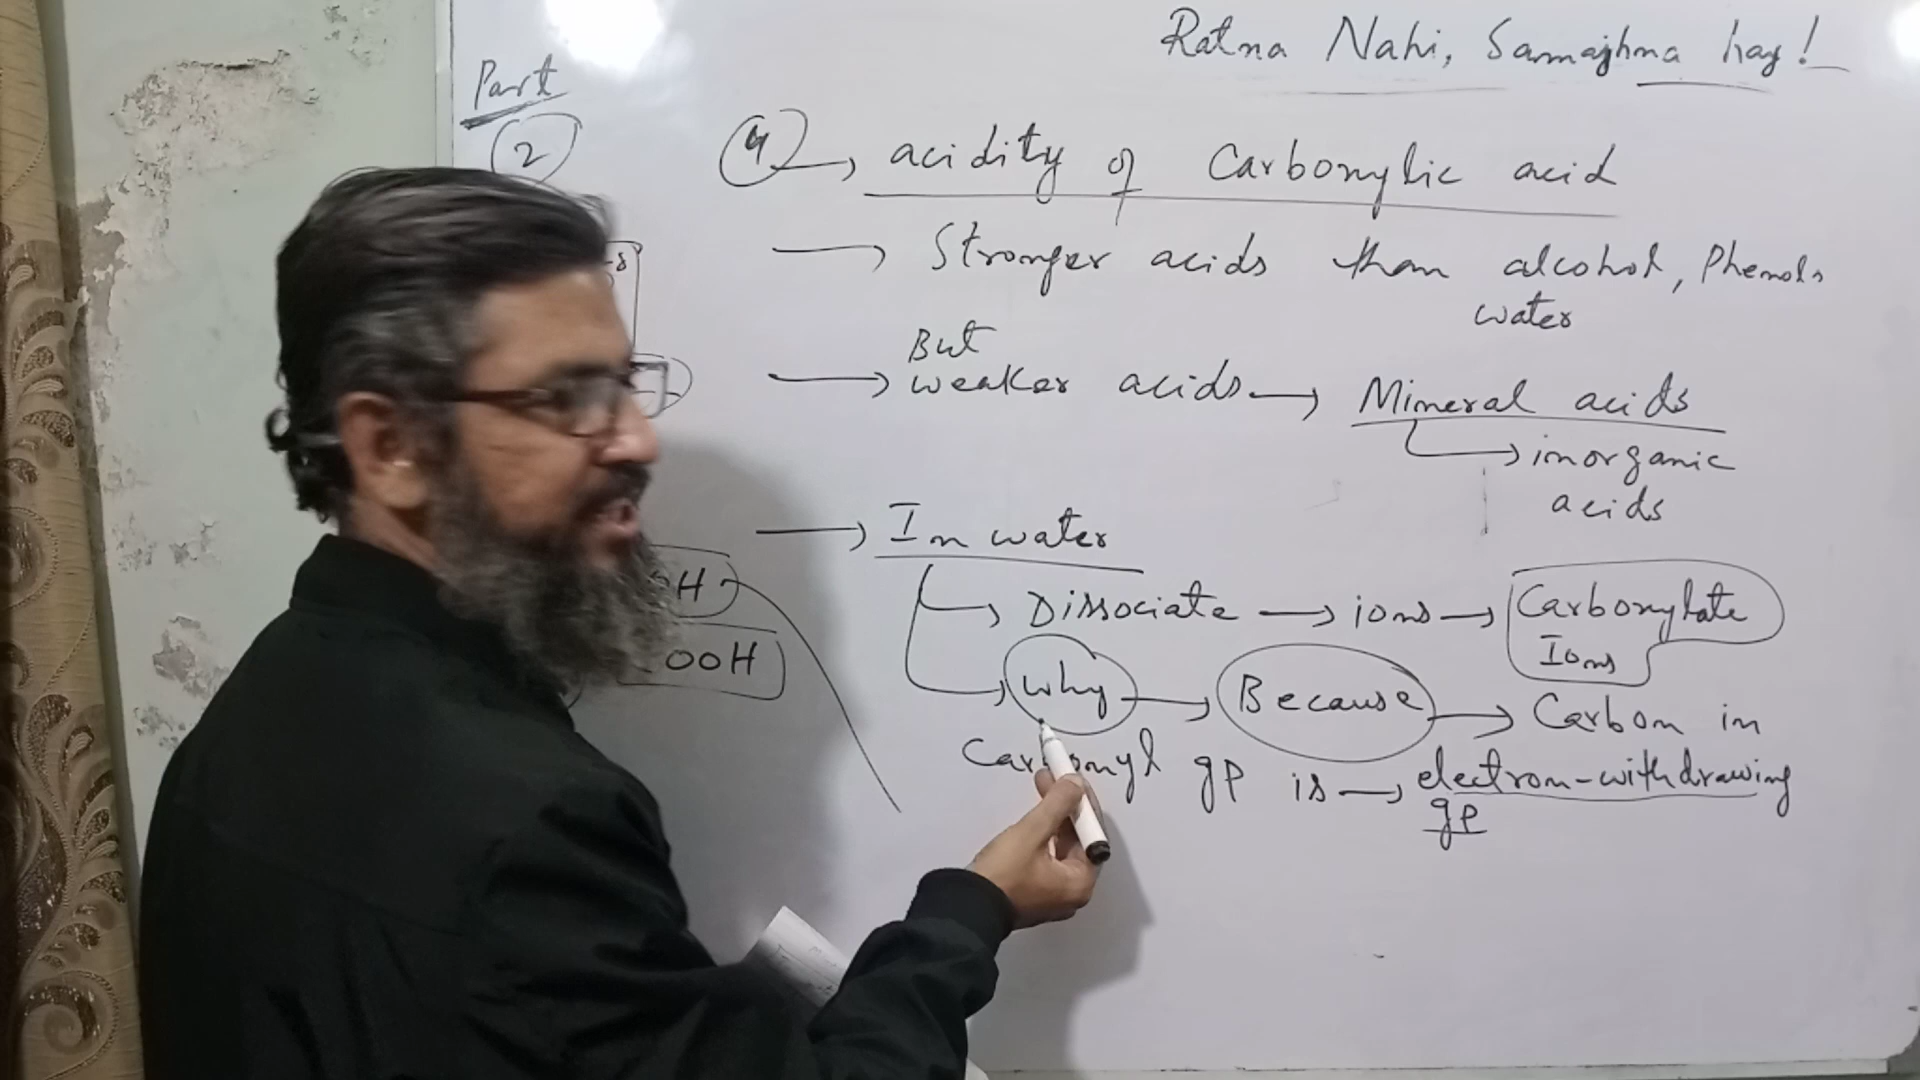 Ratna Nahi, Samajhna hay!
Part
2
4 → acidity of Carboxylic acid
→ Stronger acids than alcohol, Phenols
water
But
→ weaker acids → Mineral acids
→ inorganic
acids
→ In water
→ Dissociate → ions → Carboxylate
Ions
→ why → Because → Carbon in
Carbonyl gp is → electron-withdrawing
gp
OH
COOH